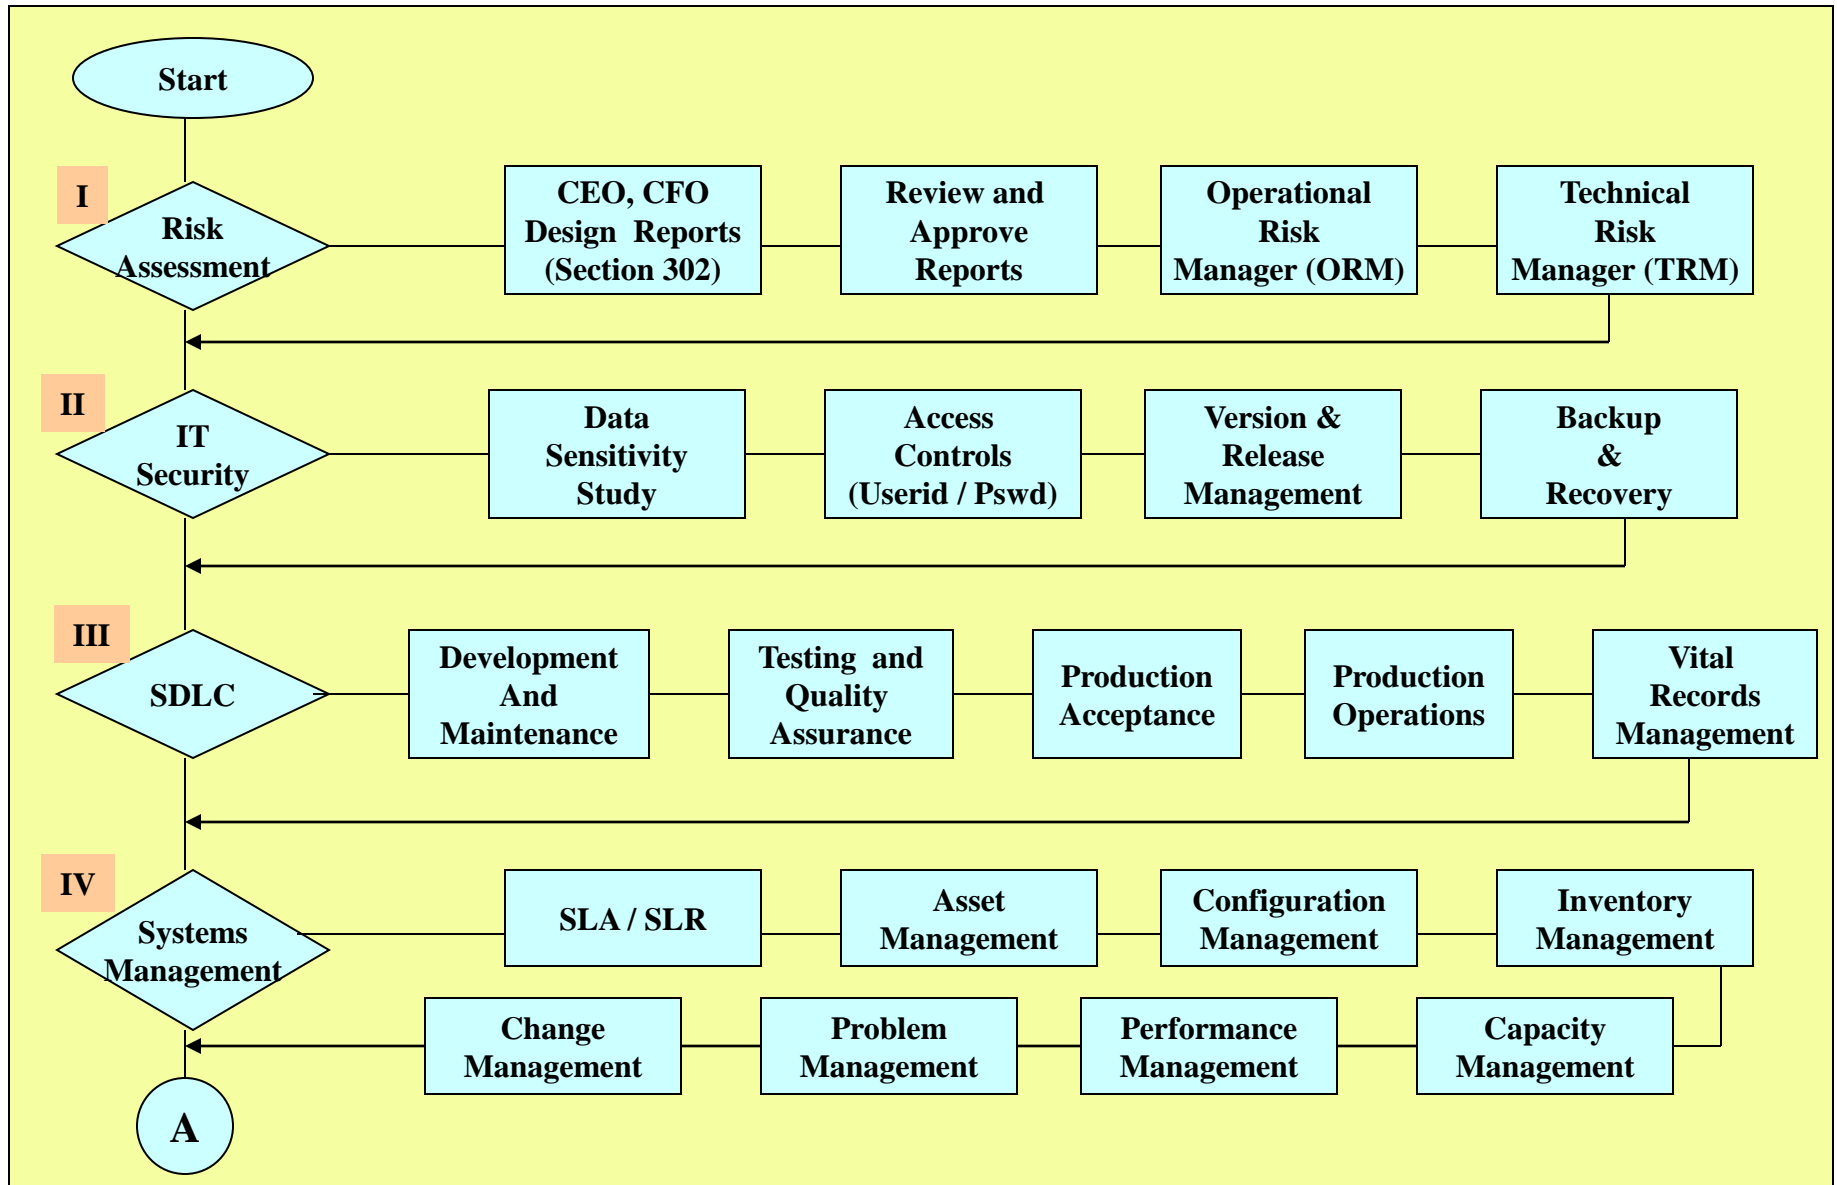 Start
I
Risk
Assessment
CEO, CFO
Design Reports
(Section 302)
Review and
Approve
Reports
Operational
Risk
Manager (ORM)
Technical
Risk
Manager (TRM)
II
IT
Security
Data
Sensitivity
Study
Access
Controls
(Userid / Pswd)
Version &
Release
Management
Backup
&
Recovery
III
SDLC
Development
And
Maintenance
Testing and
Quality
Assurance
Production
Acceptance
Production
Operations
Vital
Records
Management
IV
Systems
Management
SLA / SLR
Asset
Management
Configuration
Management
Inventory
Management
Change
Management
Problem
Management
Performance
Management
Capacity
Management
A